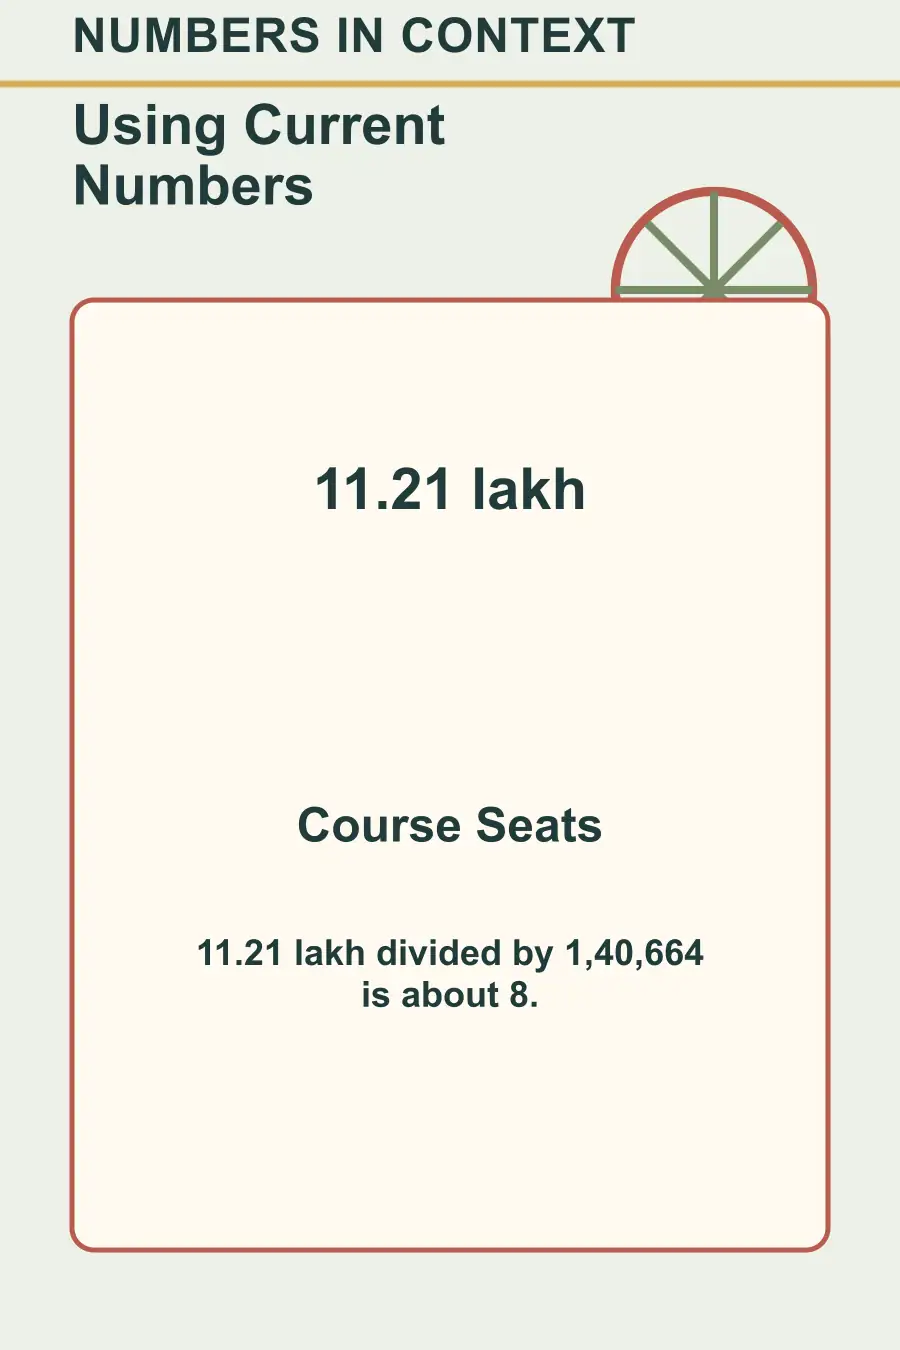 NUMBERS IN CONTEXT
Using Current
Numbers
11.21 lakh
Course Seats
11.21 lakh divided by 1,40,664
is about 8.